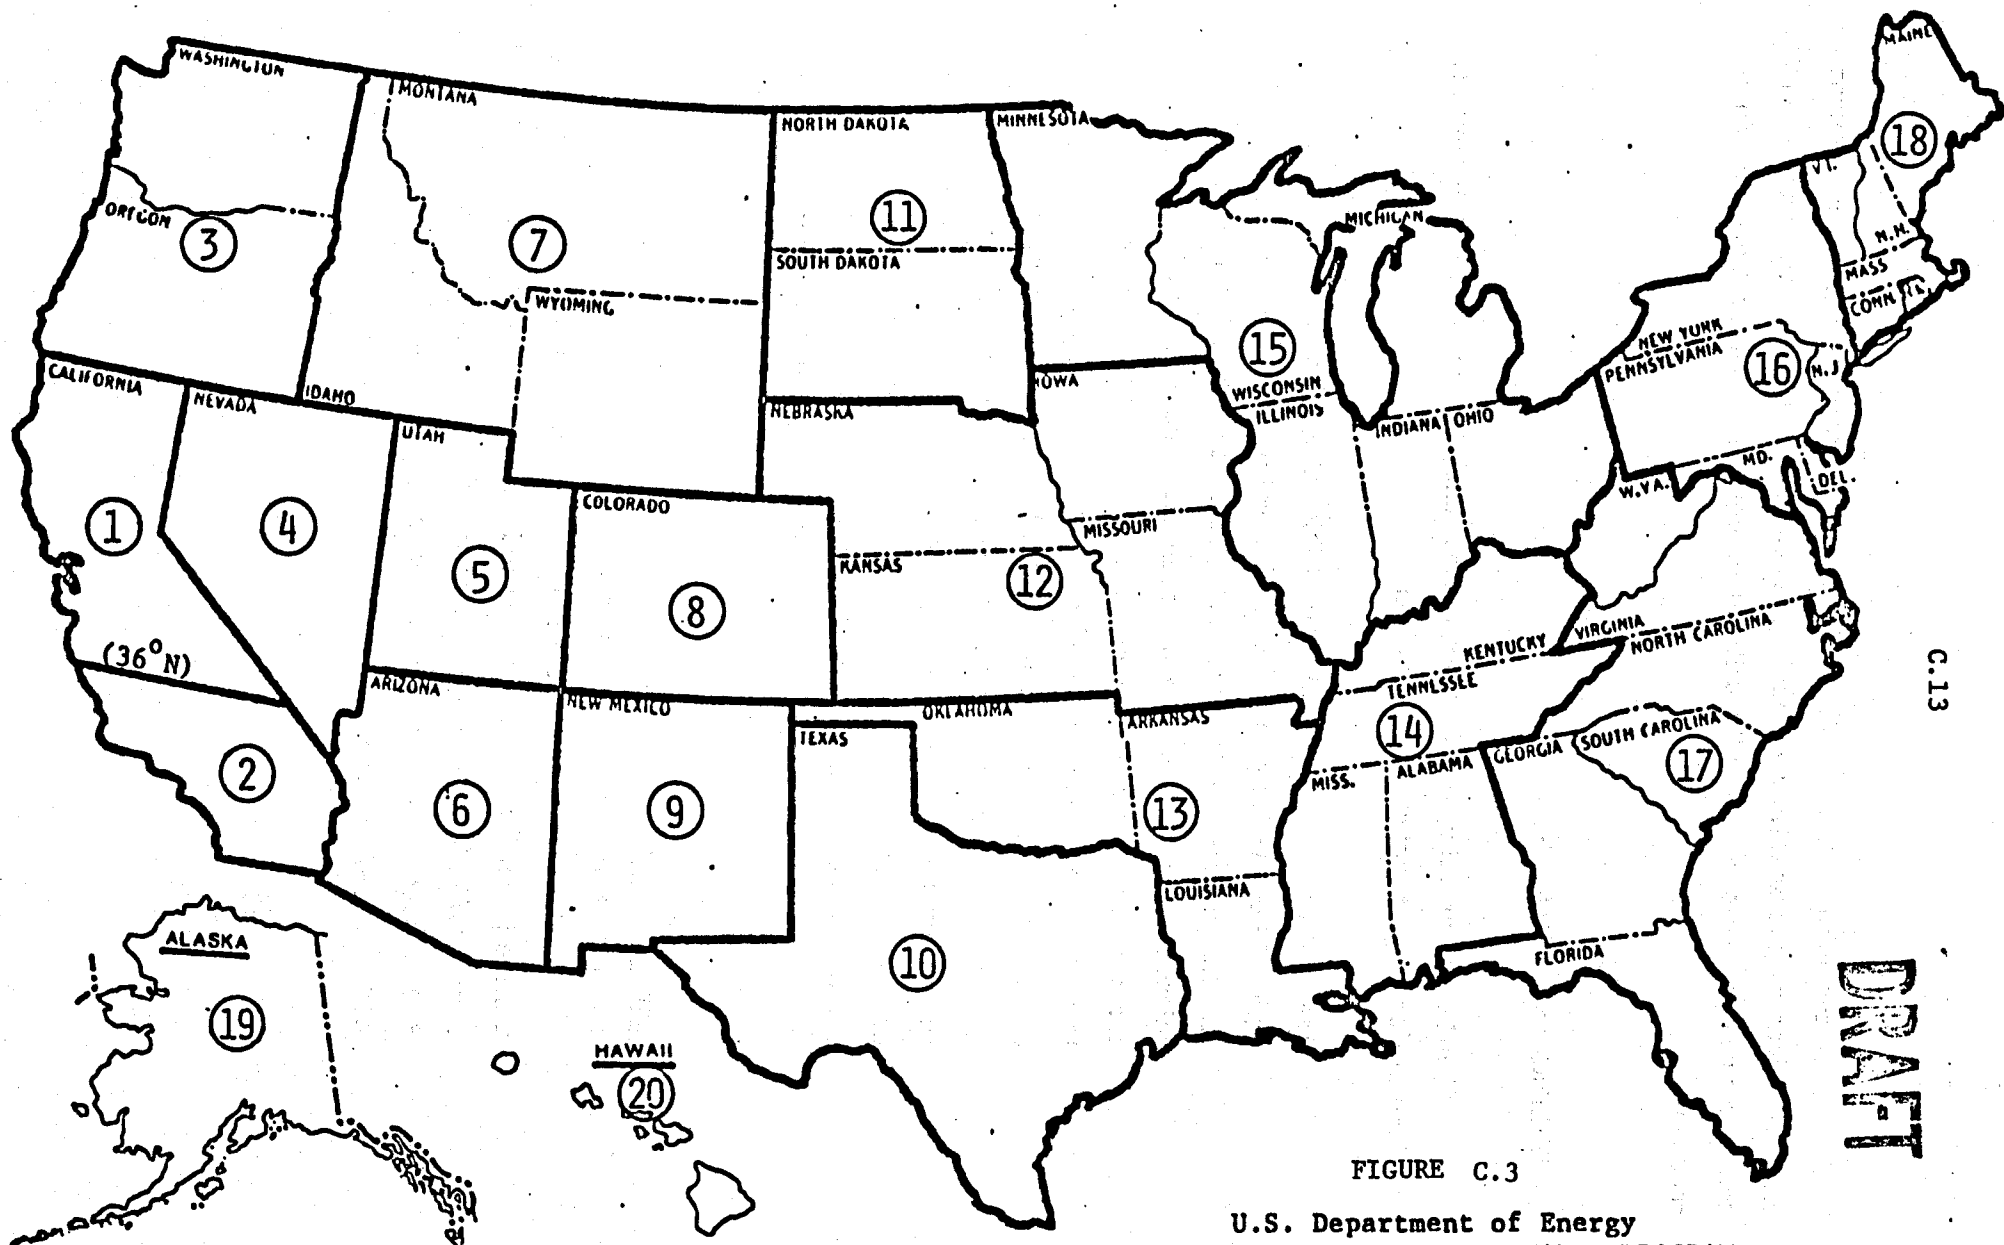 WASHINGTON
MONTANA
NORTH DAKOTA
MINNESOTA
MAINE
18
VT.
OREGON
3
7
11
MICHIGAN
N.H.
SOUTH DAKOTA
MASS
CONN. R.I.
WYOMING
NEW YORK
PENNSYLVANIA
16
N.J.
15
CALIFORNIA
NEVADA
IDAHO
IOWA
WISCONSIN
ILLINOIS
NEBRASKA
INDIANA
OHIO
UTAH
MD.
DEL.
W.VA.
COLORADO
1
4
MISSOURI
5
KANSAS
12
8
(36°N)
KENTUCKY
VIRGINIA
NORTH CAROLINA
C.13
ARIZONA
NEW MEXICO
OKLAHOMA
ARKANSAS
TENNESSEE
TEXAS
14
SOUTH CAROLINA
GEORGIA
2
MISS.
ALABAMA
17
6
9
13
LOUISIANA
ALASKA
10
FLORIDA
DRAFT
19
HAWAII
20
FIGURE C.3
U.S. Department of Energy